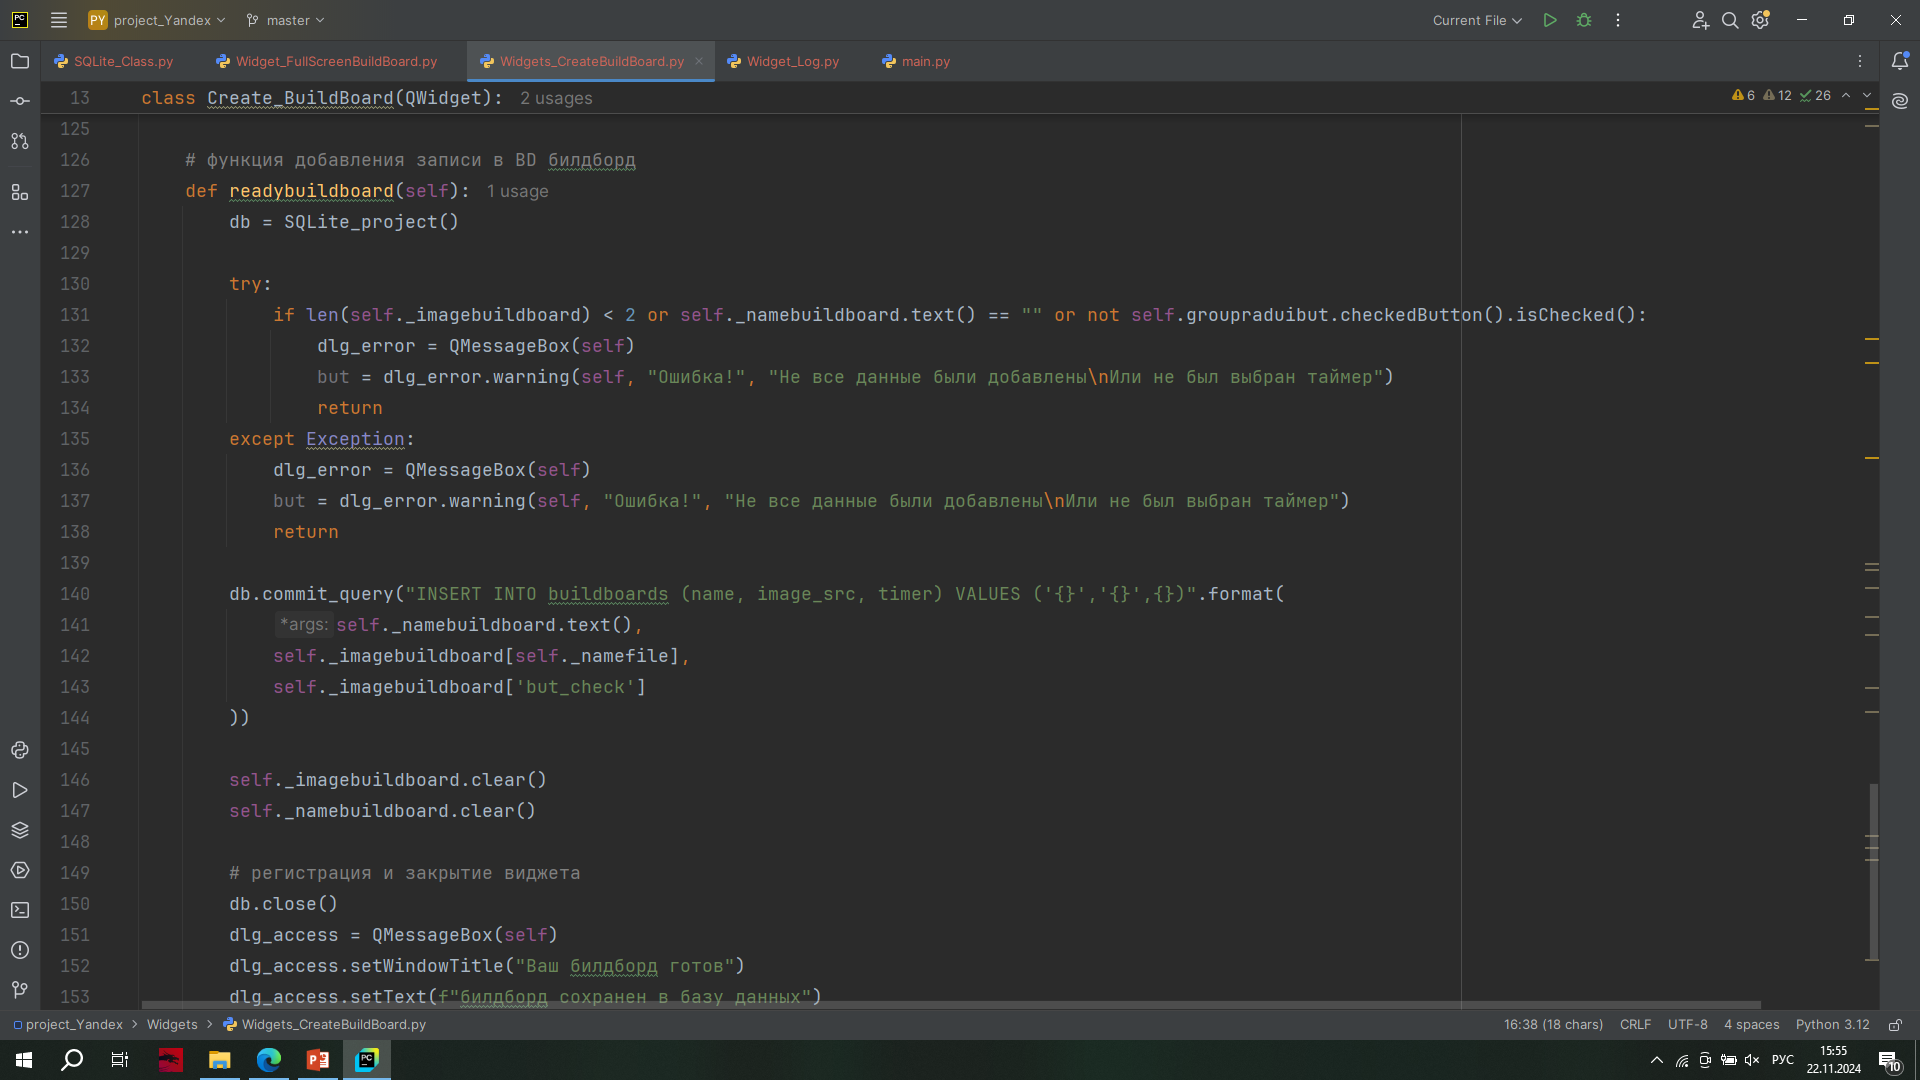 PY project_Yandex master Current File
SQLite_Class.py Widget_FullScreenBuildBoard.py Widgets_CreateBuildBoard.py Widget_Log.py main.py
13 class Create_BuildBoard(QWidget): 2 usages 6 12 26
125
126 # функция добавления записи в BD билдборд
127 def readybuildboard(self): 1 usage
128 db = SQLite_project()
129
130 try:
131 if len(self._imagebuildboard) < 2 or self._namebuildboard.text() == "" or not self.groupraduibut.checkedButton().isChecked():
132 dlg_error = QMessageBox(self)
133 but = dlg_error.warning(self, "Ошибка!", "Не все данные были добавлены\nИли не был выбран таймер")
134 return
135 except Exception:
136 dlg_error = QMessageBox(self)
137 but = dlg_error.warning(self, "Ошибка!", "Не все данные были добавлены\nИли не был выбран таймер")
138 return
139
140 db.commit_query("INSERT INTO buildboards (name, image_src, timer) VALUES ('{}','{}',{})".format(
141 *args: self._namebuildboard.text(),
142 self._imagebuildboard[self._namefile],
143 self._imagebuildboard['but_check']
144 ))
145
146 self._imagebuildboard.clear()
147 self._namebuildboard.clear()
148
149 # регистрация и закрытие виджета
150 db.close()
151 dlg_access = QMessageBox(self)
152 dlg_access.setWindowTitle("Ваш билдборд готов")
153 dlg_access.setText(f"билдборд сохранен в базу данных")
project_Yandex > Widgets > Widgets_CreateBuildBoard.py 16:38 (18 chars) CRLF UTF-8 4 spaces Python 3.12
РУС 15:55
22.11.2024 10